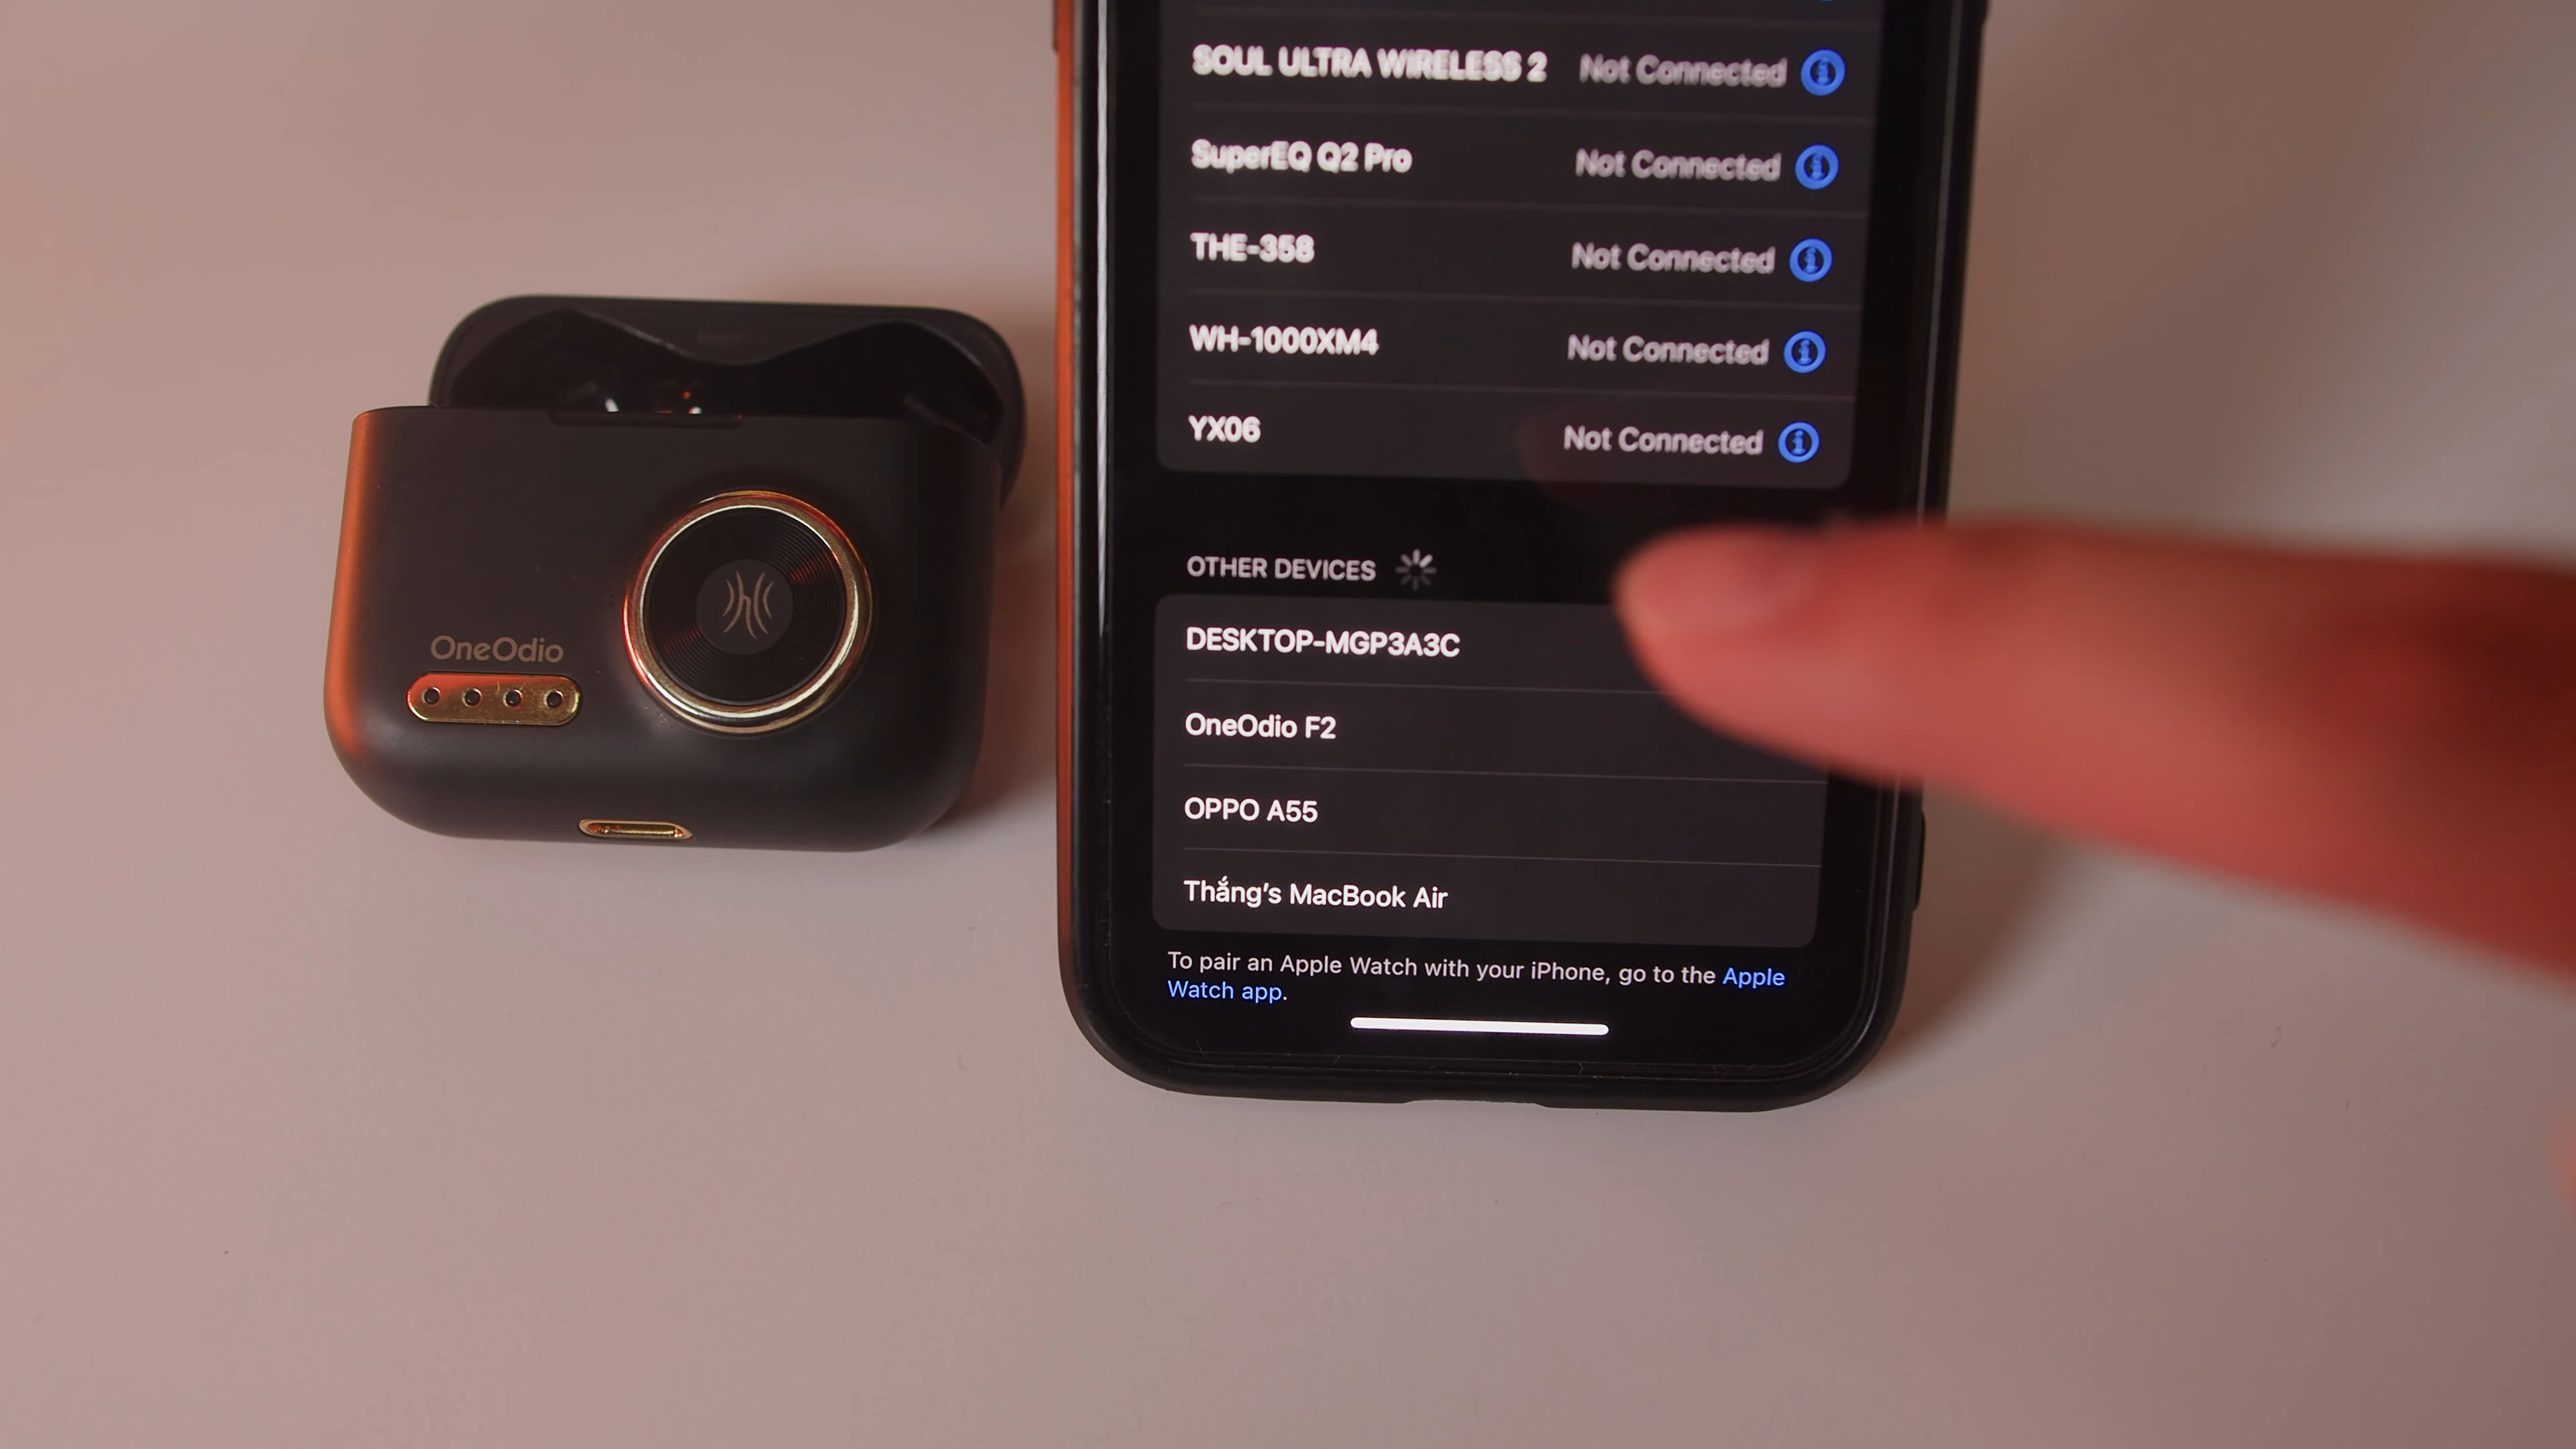 SOUL ULTRA WIRELESS 2 Not Connected
SuperEQ Q2 Pro Not Connected
THE-358 Not Connected
WH-1000XM4 Not Connected
YX06 Not Connected
OTHER DEVICES
DESKTOP-MGP3A3C
OneOdio F2
OPPO A55
Thắng's MacBook Air
To pair an Apple Watch with your iPhone, go to the Apple
Watch app.
OneOdio